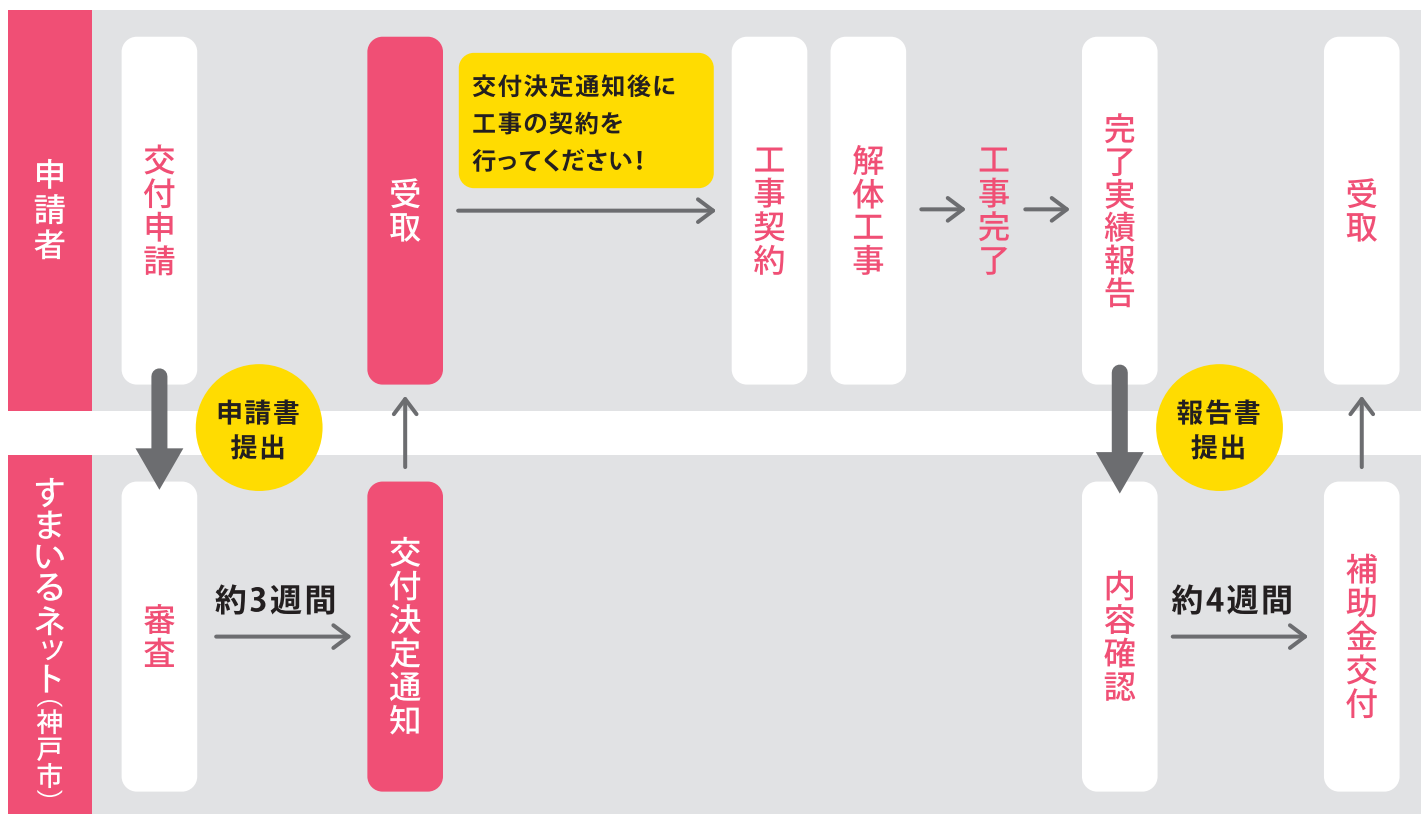 申請者
交付申請
受取
交付決定通知後に
工事の契約を
行ってください!
工事契約
解体工事
工事完了
完了実績報告
受取
申請書
提出
報告書
提出
すまいるネット(神戸市)
審査
約3週間
交付決定通知
内容確認
約4週間
補助金交付